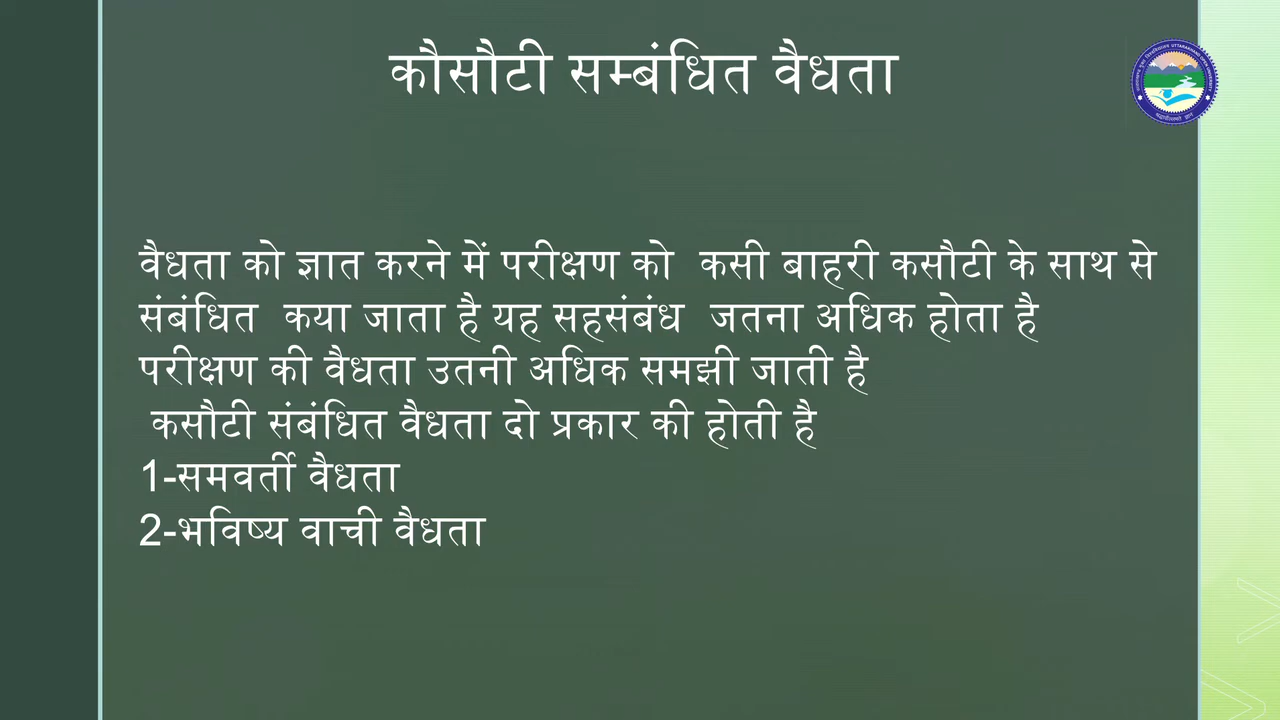 कौसौटी सम्बंधित वैधता
वैधता को ज्ञात करने में परीक्षण को  कसी बाहरी कसौटी के साथ से
संबंधित  कया जाता है यह सहसंबंध  जतना अधिक होता है
परीक्षण की वैधता उतनी अधिक समझी जाती है
कसौटी संबंधित वैधता दो प्रकार की होती है
1-समवर्ती वैधता
2-भविष्य वाची वैधता